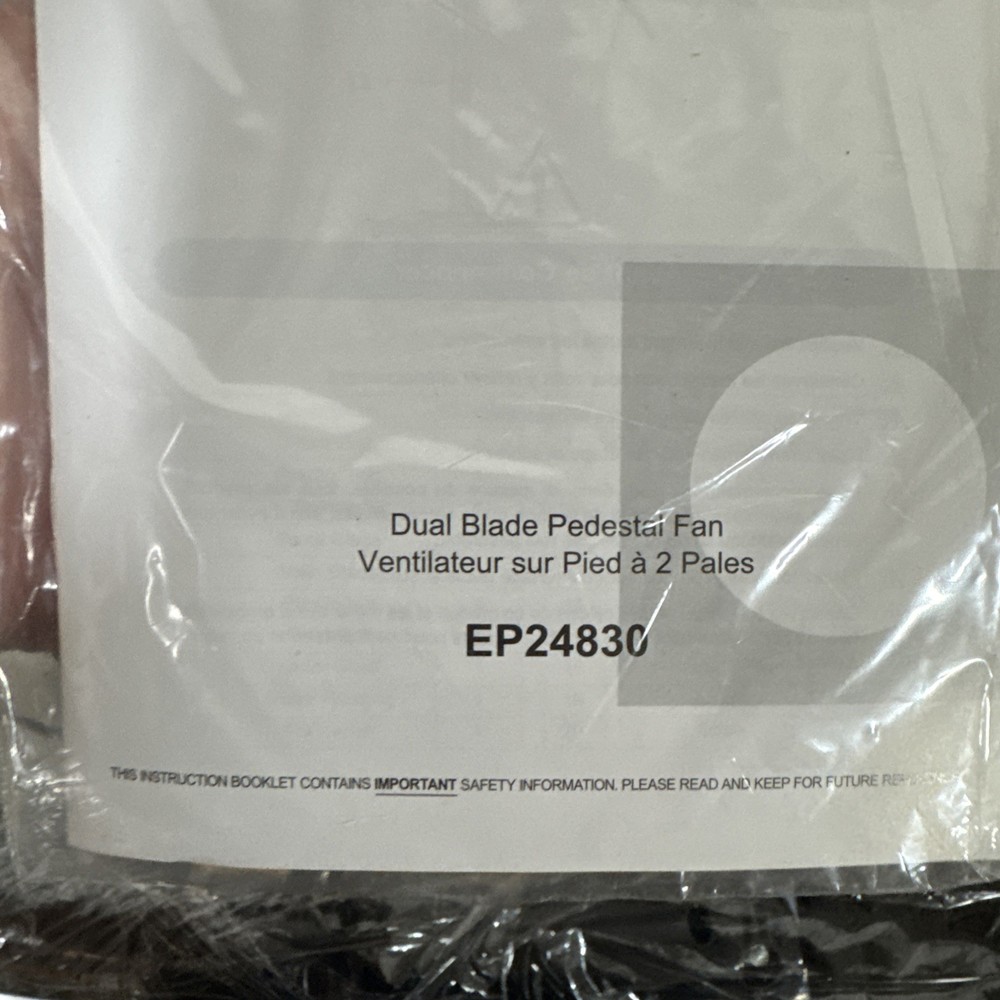 Dual Blade Pedestal Fan
Ventilateur sur Pied à 2 Pales
EP24830
THIS INSTRUCTION BOOKLET CONTAINS IMPORTANT SAFETY INFORMATION. PLEASE READ AND KEEP FOR FUTURE